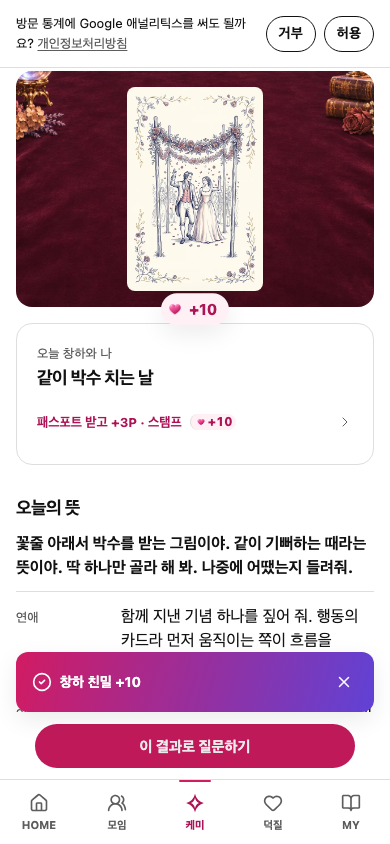 방문 통계에 Google 애널리틱스를 써도 될까
요? 개인정보처리방침
거부
허용
+10
오늘 창하와 나
같이 박수 치는 날
패스포트 받고 +3P · 스탬프
+10
오늘의 뜻
꽃줄 아래서 박수를 받는 그림이야. 같이 기뻐하는 때라는
뜻이야. 딱 하나만 골라 해 봐. 나중에 어땠는지 들려줘.
연애
함께 지낸 기념 하나를 짚어 줘. 행동의
카드라 먼저 움직이는 쪽이 흐름을
창하 친밀 +10
이 결과로 질문하기
HOME
모임
케미
덕질
MY